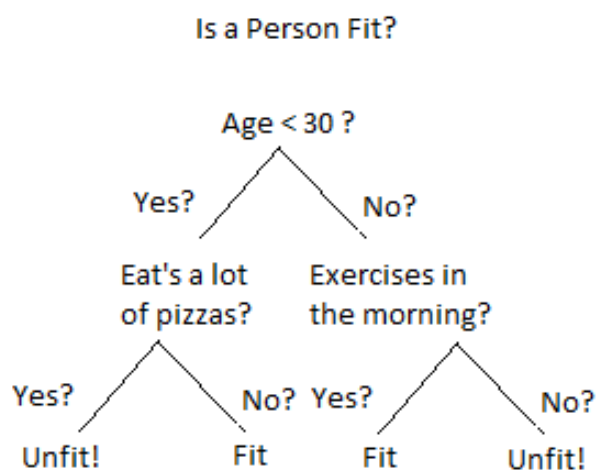 Is a Person Fit?
Age < 30 ?
Yes?
No?
Eat's a lot
of pizzas?
Exercises in
the morning?
Yes?
No?
Yes?
No?
Unfit!
Fit
Fit
Unfit!